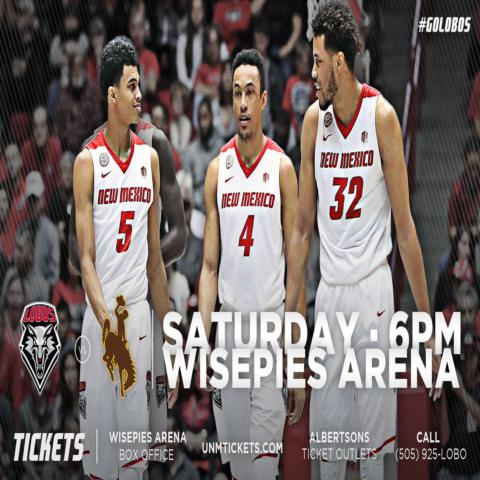 #GOLOBOS
NEW MEXICO
5
NEW MEXICO
4
NEW MEXICO
32
LOBOS
VS
SATURDAY · 6PM
WISEPIES ARENA
TICKETS
WISEPIES ARENA
BOX OFFICE
UNMTICKETS.COM
ALBERTSONS
TICKET OUTLETS
CALL
(505) 925-LOBO